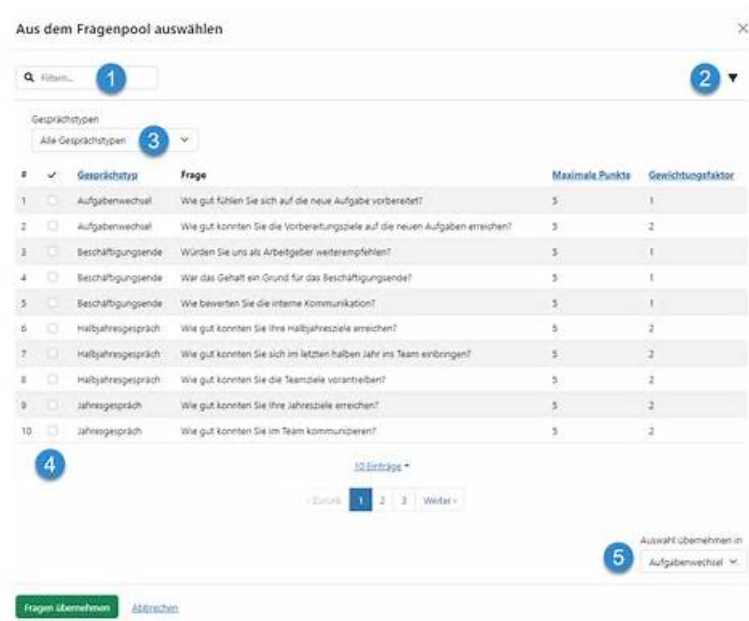 Aus dem Fragenpool auswählen ×
Filtern... 1 2
Gesprächstypen
Alle Gesprächstypen 3
# Gesprächstyp Frage Maximale Punkte Gewichtungsfaktor
1 Aufgabenwechsel Wie gut fühlen Sie sich auf die neue Aufgabe vorbereitet? 5 1
2 Aufgabenwechsel Wie gut konnten Sie die Vorbereitungsziele auf die neuen Aufgaben erreichen? 5 2
3 Beschäftigungsende Würden Sie uns als Arbeitgeber weiterempfehlen? 5 1
4 Beschäftigungsende War das Gehalt ein Grund für das Beschäftigungsende? 5 1
5 Beschäftigungsende Wie bewerten Sie die interne Kommunikation? 5 1
6 Halbjahresgespräch Wie gut konnten Sie Ihre Halbjahresziele erreichen? 5 2
7 Halbjahresgespräch Wie gut konnten Sie sich im letzten halben Jahr ins Team einbringen? 5 2
8 Halbjahresgespräch Wie gut konnten Sie die Teamziele vorantreiben? 5 2
9 Jahresgespräch Wie gut konnten Sie Ihre Jahresziele erreichen? 5 2
10 Jahresgespräch Wie gut konnten Sie im Team kommunizieren? 5 2
4
10 Einträge
‹ Zurück 1 2 3 Weiter ›
Auswahl übernehmen in
5 Aufgabenwechsel
Fragen übernehmen Abbrechen